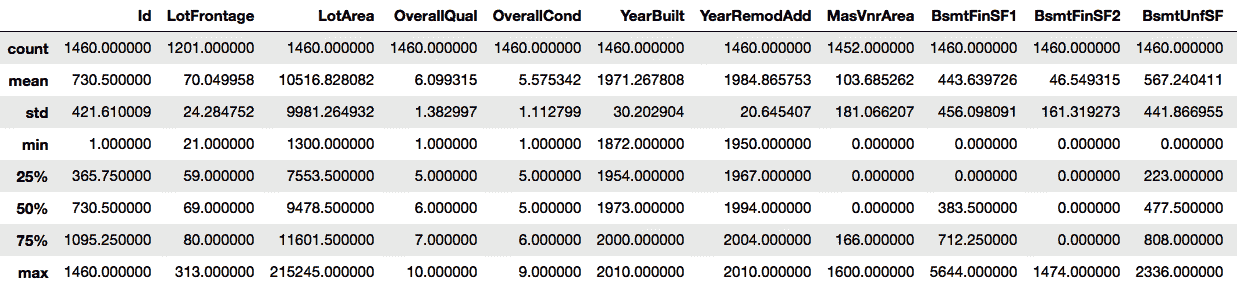 Id LotFrontage LotArea OverallQual OverallCond YearBuilt YearRemodAdd MasVnrArea BsmtFinSF1 BsmtFinSF2 BsmtUnfSF
count 1460.000000 1201.000000 1460.000000 1460.000000 1460.000000 1460.000000 1460.000000 1452.000000 1460.000000 1460.000000 1460.000000
mean 730.500000 70.049958 10516.828082 6.099315 5.575342 1971.267808 1984.865753 103.685262 443.639726 46.549315 567.240411
std 421.610009 24.284752 9981.264932 1.382997 1.112799 30.202904 20.645407 181.066207 456.098091 161.319273 441.866955
min 1.000000 21.000000 1300.000000 1.000000 1.000000 1872.000000 1950.000000 0.000000 0.000000 0.000000 0.000000
25% 365.750000 59.000000 7553.500000 5.000000 5.000000 1954.000000 1967.000000 0.000000 0.000000 0.000000 223.000000
50% 730.500000 69.000000 9478.500000 6.000000 5.000000 1973.000000 1994.000000 0.000000 383.500000 0.000000 477.500000
75% 1095.250000 80.000000 11601.500000 7.000000 6.000000 2000.000000 2004.000000 166.000000 712.250000 0.000000 808.000000
max 1460.000000 313.000000 215245.000000 10.000000 9.000000 2010.000000 2010.000000 1600.000000 5644.000000 1474.000000 2336.000000